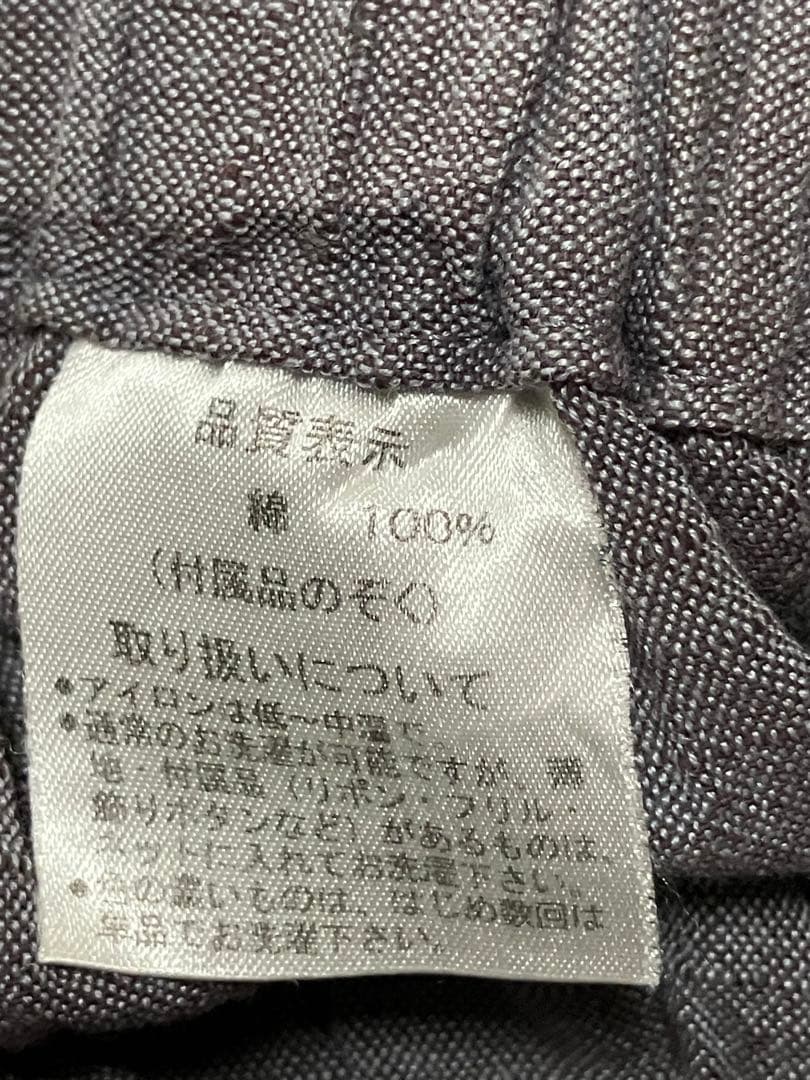 品質表示
綿 100%
(付属品のぞく)
取り扱いについて
•アイロンは低〜中温で。
•通常のお洗濯が可能ですが、薄
地・付属品(リボン・フリル・
飾りボタンなど)があるものは、
ネットに入れてお洗濯下さい。
•色の濃いものは、はじめ数回は
単品でお洗濯下さい。